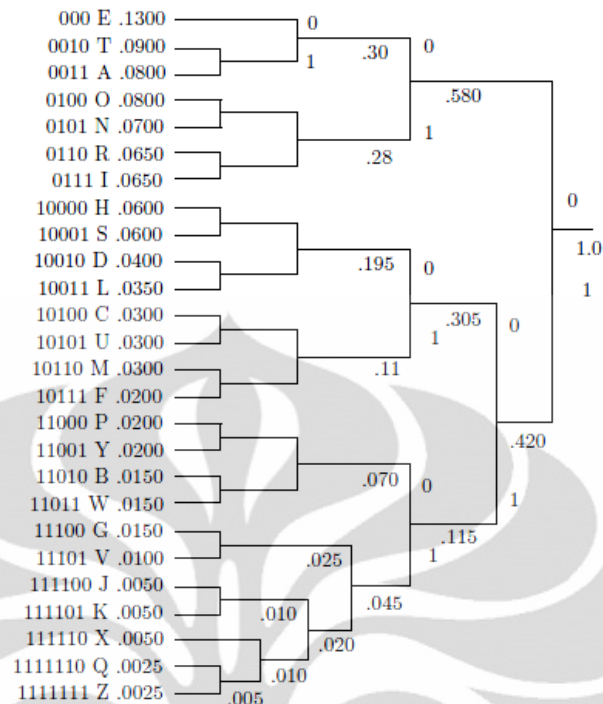 000 E .1300
0010 T .0900
0011 A .0800
0100 O .0800
0101 N .0700
0110 R .0650
0111 I .0650
10000 H .0600
10001 S .0600
10010 D .0400
10011 L .0350
10100 C .0300
10101 U .0300
10110 M .0300
10111 F .0200
11000 P .0200
11001 Y .0200
11010 B .0150
11011 W .0150
11100 G .0150
11101 V .0100
111100 J .0050
111101 K .0050
111110 X .0050
1111110 Q .0025
1111111 Z .0025
0
1
.30
0
.580
1
.28
0
1.0
1
.195
0
.305
0
1
.11
.420
.070
0
1
.115
1
.025
.045
.010
.020
.010
.005